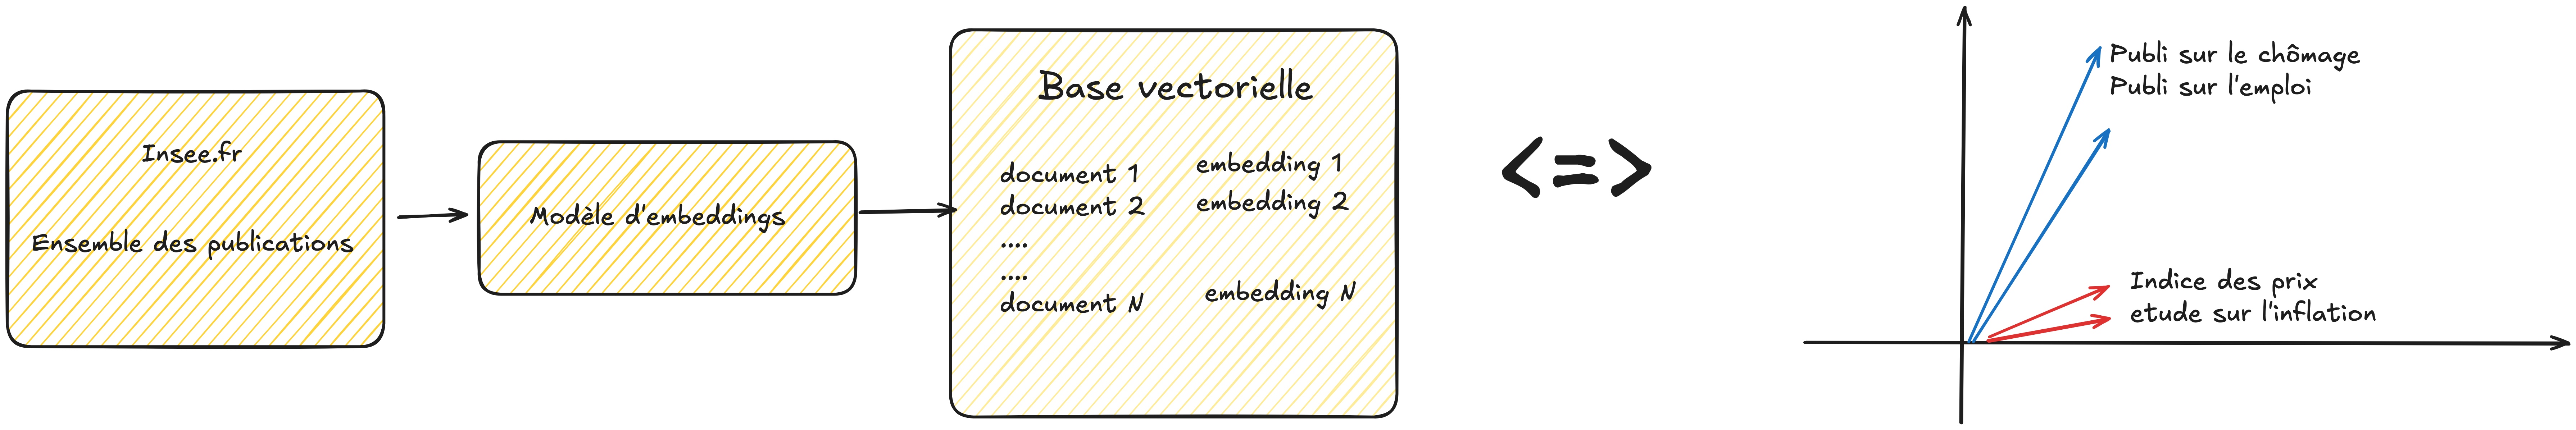 Insee.fr
Ensemble des publications
Modèle d'embeddings
Base vectorielle
document 1 embedding 1
document 2 embedding 2
....
....
document N embedding N
<=>
Publi sur le chômage
Publi sur l'emploi
Indice des prix
etude sur l'inflation